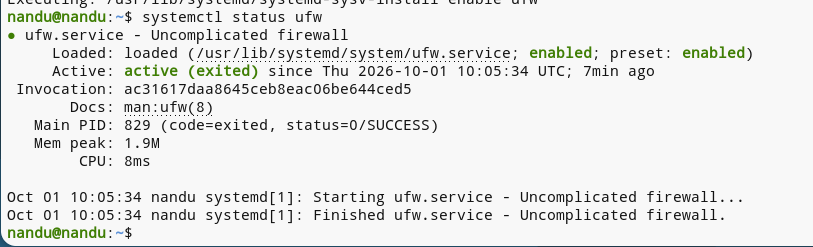 Executing: /usr/lib/systemd/systemd-sysv-install enable ufw
nandu@nandu:~$ systemctl status ufw
● ufw.service - Uncomplicated firewall
     Loaded: loaded (/usr/lib/systemd/system/ufw.service; enabled; preset: enabled)
     Active: active (exited) since Thu 2026-10-01 10:05:34 UTC; 7min ago
 Invocation: ac31617daa8645ceb8eac06be644ced5
       Docs: man:ufw(8)
   Main PID: 829 (code=exited, status=0/SUCCESS)
   Mem peak: 1.9M
        CPU: 8ms

Oct 01 10:05:34 nandu systemd[1]: Starting ufw.service - Uncomplicated firewall...
Oct 01 10:05:34 nandu systemd[1]: Finished ufw.service - Uncomplicated firewall.
nandu@nandu:~$